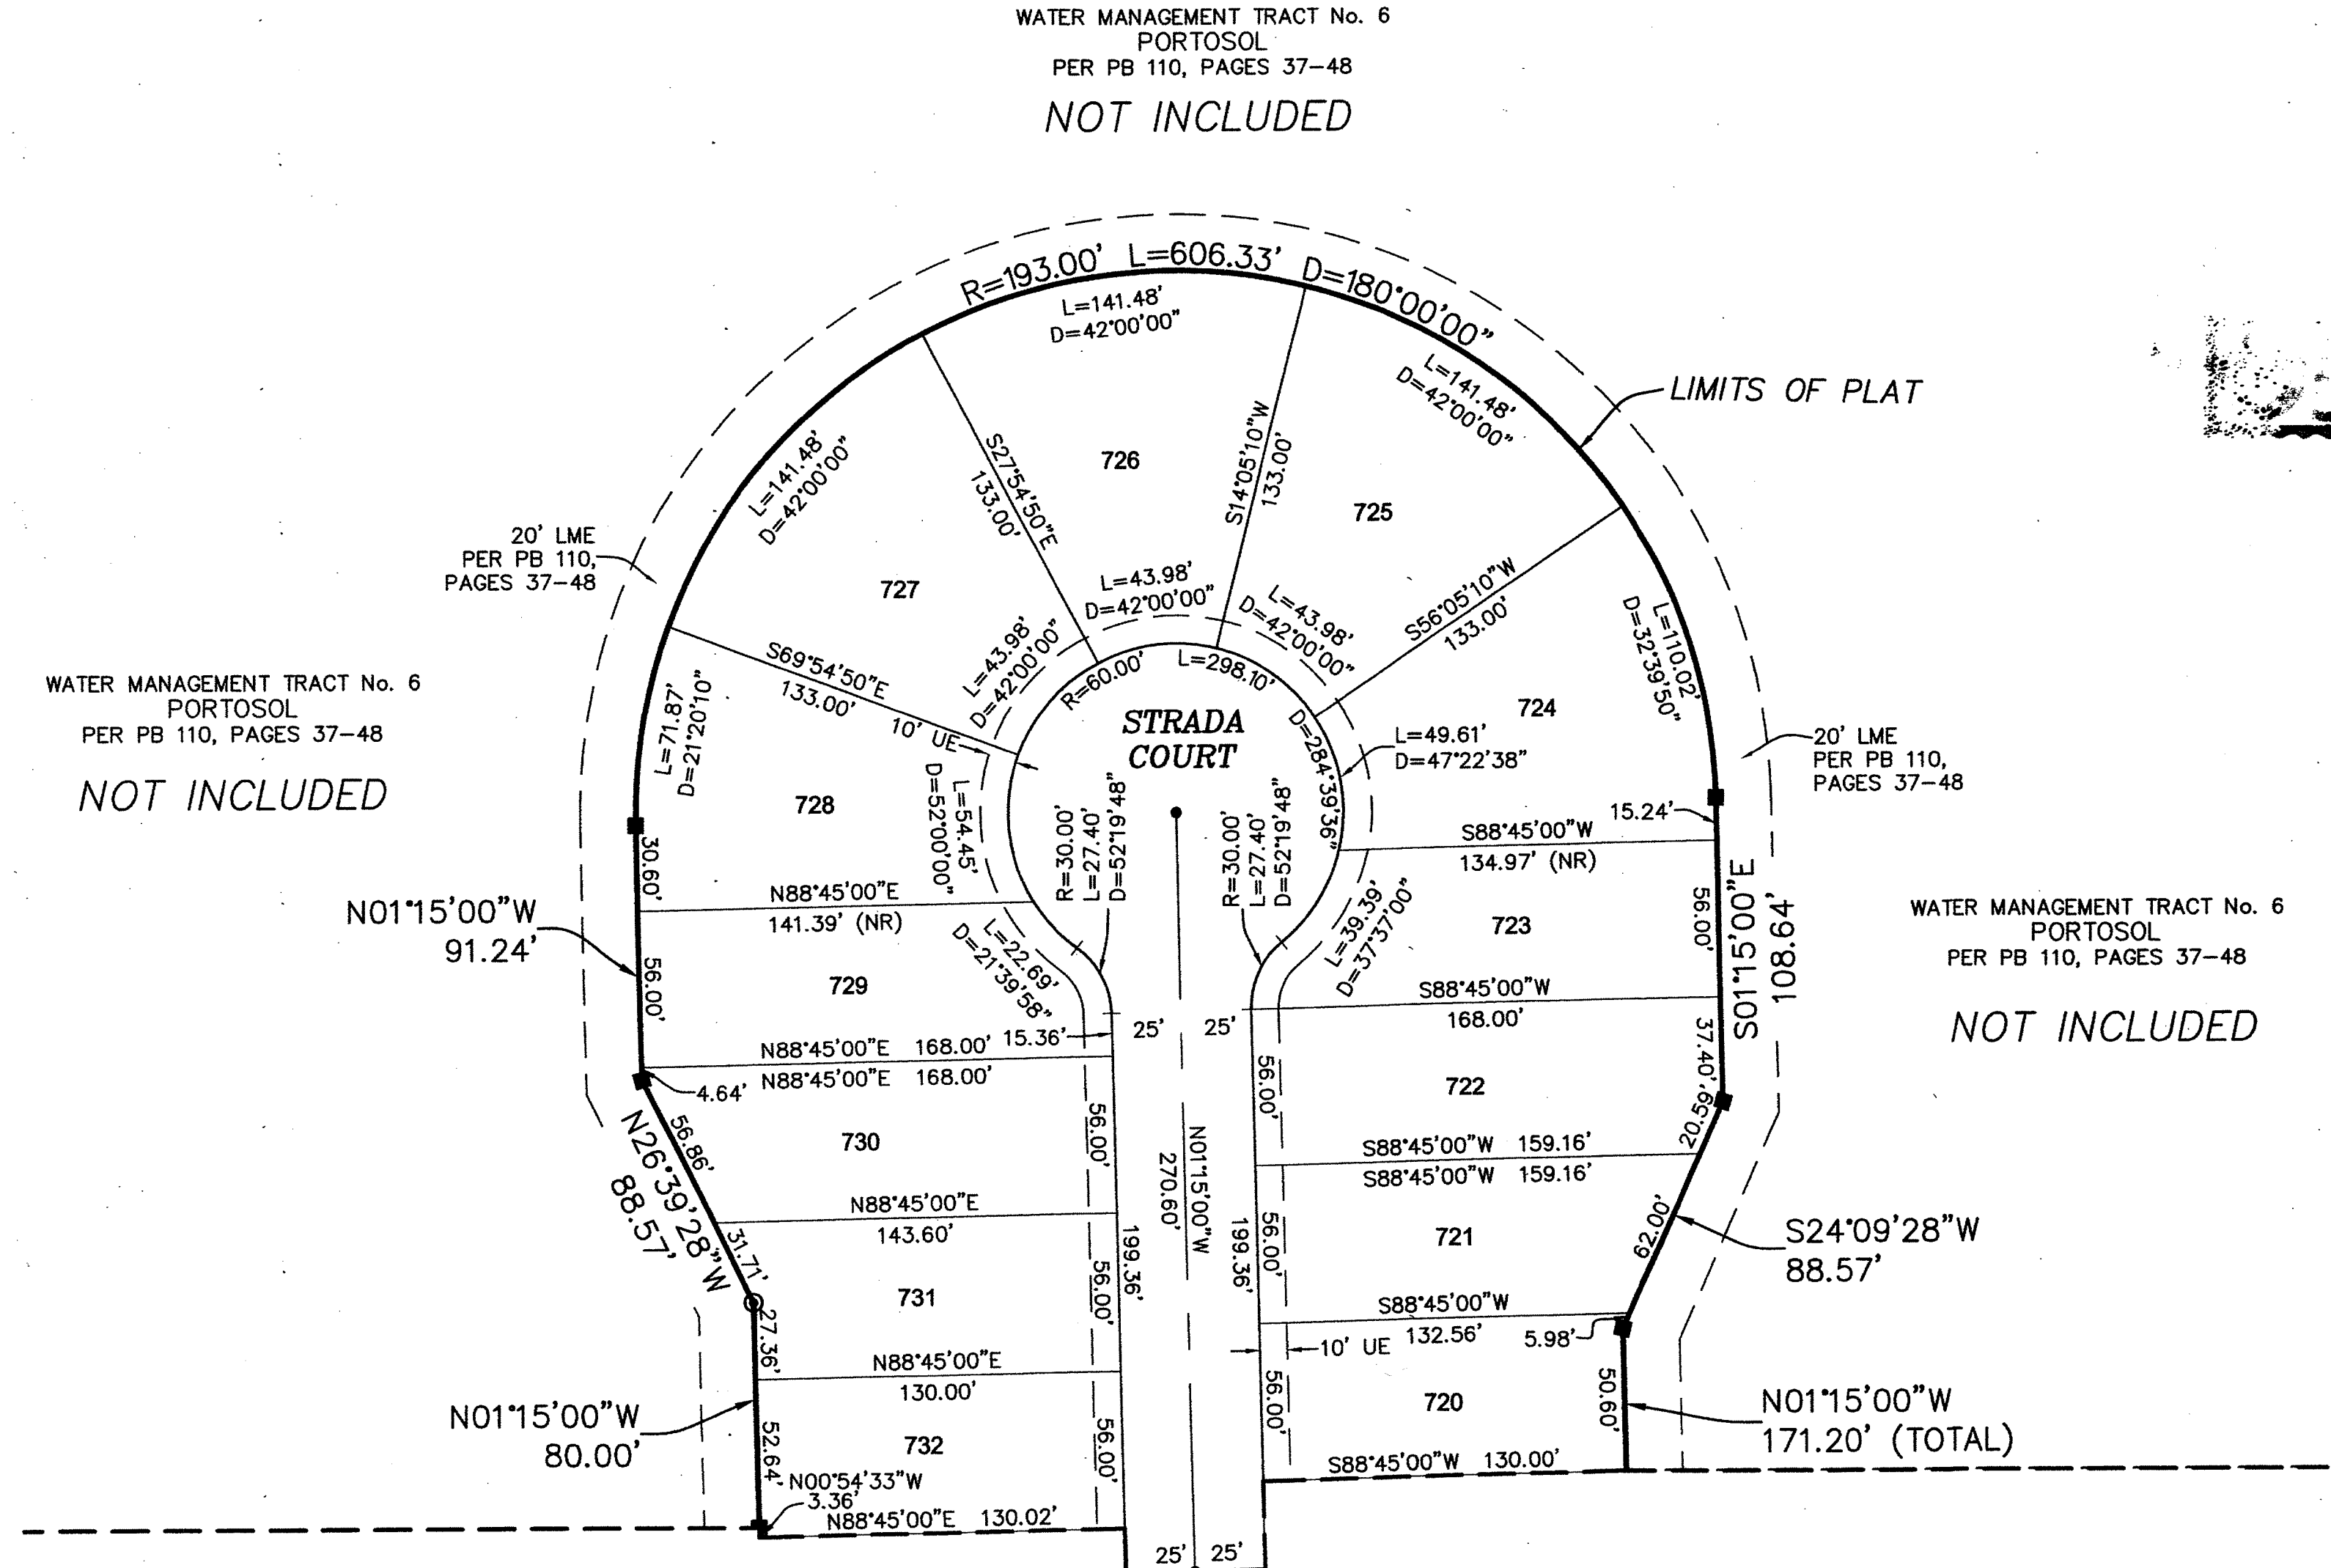 WATER MANAGEMENT TRACT No. 6
PORTOSOL
PER PB 110, PAGES 37-48
NOT INCLUDED
R=193.00' L=606.33' D=180°00'00"
L=141.48'
D=42°00'00"
L=141.48'
D=42°00'00"
LIMITS OF PLAT
L=141.48'
D=42°00'00"
S27°54'50"E
133.00'
726
S14°05'10"W
133.00'
725
20' LME
PER PB 110,
PAGES 37-48
727
L=43.98'
D=42°00'00"
L=43.98'
D=42°00'00"
L=43.98'
D=42°00'00"
S56°05'10"W
133.00'
L=110.02'
D=32°39'50"
WATER MANAGEMENT TRACT No. 6
PORTOSOL
PER PB 110, PAGES 37-48
NOT INCLUDED
L=71.87'
D=21°20'10"
S69°54'50"E
133.00'
10' UE
R=60.00' L=298.10' D=284°39'36"
STRADA
COURT
724
L=49.61'
D=47°22'38"
20' LME
PER PB 110,
PAGES 37-48
728
L=54.45'
D=52°00'00"
R=30.00'
L=27.40'
D=52°19'48"
R=30.00'
L=27.40'
D=52°19'48"
15.24'
S88°45'00"W
134.97' (NR)
30.60'
N88°45'00"E
141.39' (NR)
N01°15'00"W
91.24'
56.00'
729
L=22.69'
D=21°39'58"
L=39.39'
D=37°37'00"
723
56.00'
S01°15'00"E
108.64'
WATER MANAGEMENT TRACT No. 6
PORTOSOL
PER PB 110, PAGES 37-48
NOT INCLUDED
S88°45'00"W
168.00'
25' 25'
N88°45'00"E 168.00'
15.36'
N88°45'00"E 168.00'
4.64'
56.00'
722
37.40'
20.59'
56.86'
N26°39'28"W
88.57'
730
56.00'
N01°15'00"W
270.60'
S88°45'00"W 159.16'
S88°45'00"W 159.16'
N88°45'00"E
143.60'
31.71'
199.36'
199.36'
56.00'
721
62.00'
S24°09'28"W
88.57'
731
56.00'
27.36'
S88°45'00"W
132.56'
5.98'
10' UE
N88°45'00"E
130.00'
N01°15'00"W
80.00'
52.64'
732
56.00'
56.00'
720
50.60'
N01°15'00"W
171.20' (TOTAL)
S88°45'00"W 130.00'
N00°54'33"W
3.36'
N88°45'00"E 130.02'
25' 25'